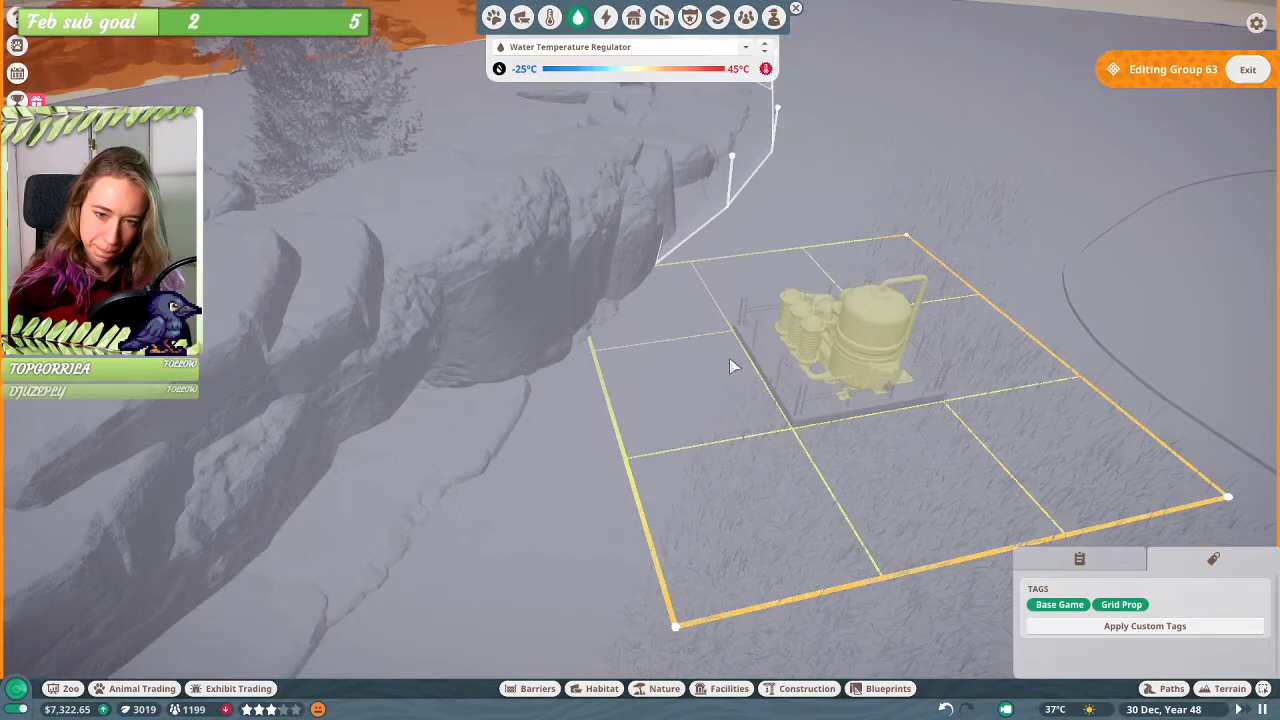 Feb sub goal 2 5
Water Temperature Regulator
-25°C 45°C
Editing Group 63 Exit
TOPGORRILA FOLLOW
DJUZEPLY FOLLOW
TAGS
Base Game Grid Prop
Apply Custom Tags
Zoo Animal Trading Exhibit Trading Barriers Habitat Nature Facilities Construction Blueprints Paths Terrain
$7,322.65 3019 1199 37°C 30 Dec, Year 48